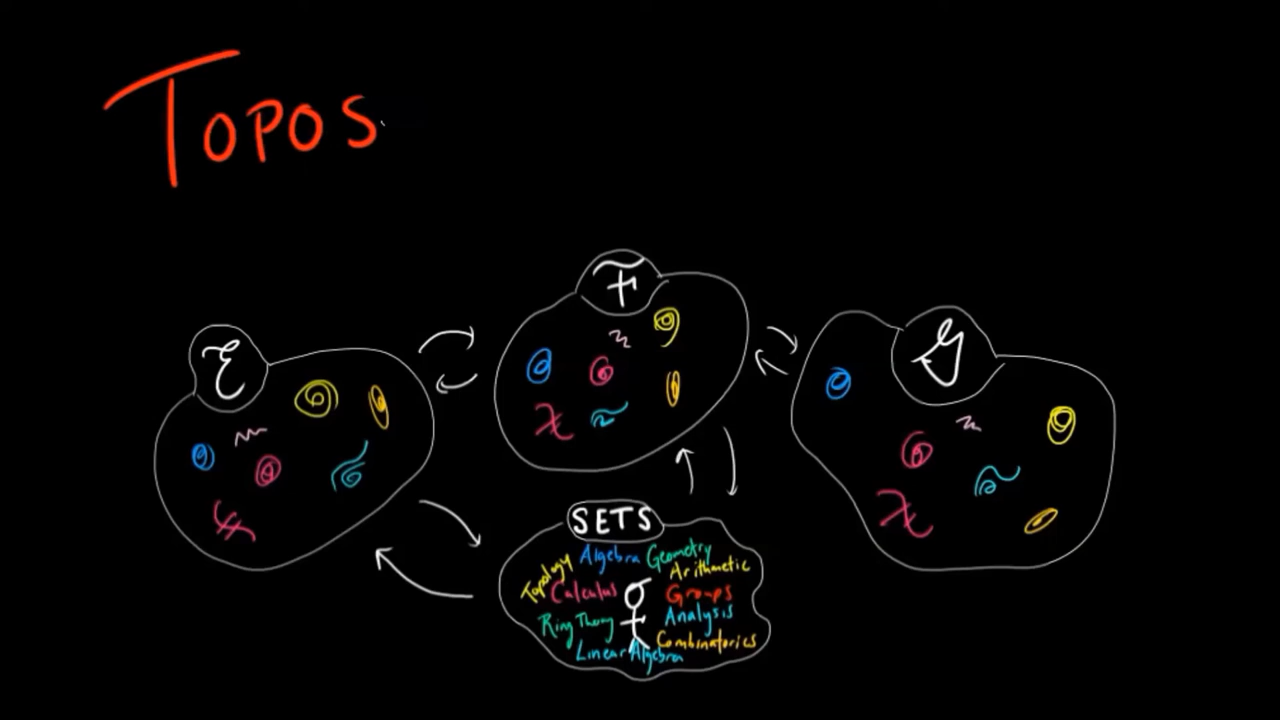 TOPOS
F
G
E
SETS
Topology Algebra Geometry
Arithmetic
Calculus Groups
Ring Theory Analysis
Combinatorics
Linear Algebra